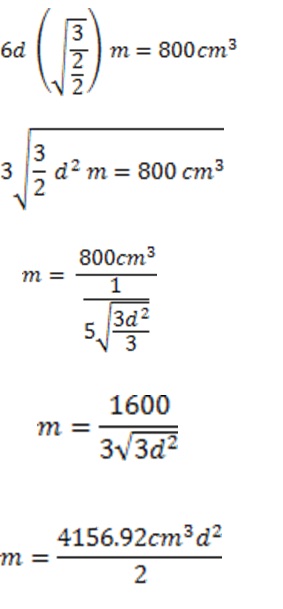 6d (√(3/(2/2))) m = 800cm³
3 √(3/2 d² m = 800 cm³)
m = 800cm³/(1/(5√(3d²/3)))
m = 1600/(3√(3d²))
m = 4156.92cm³d²/2